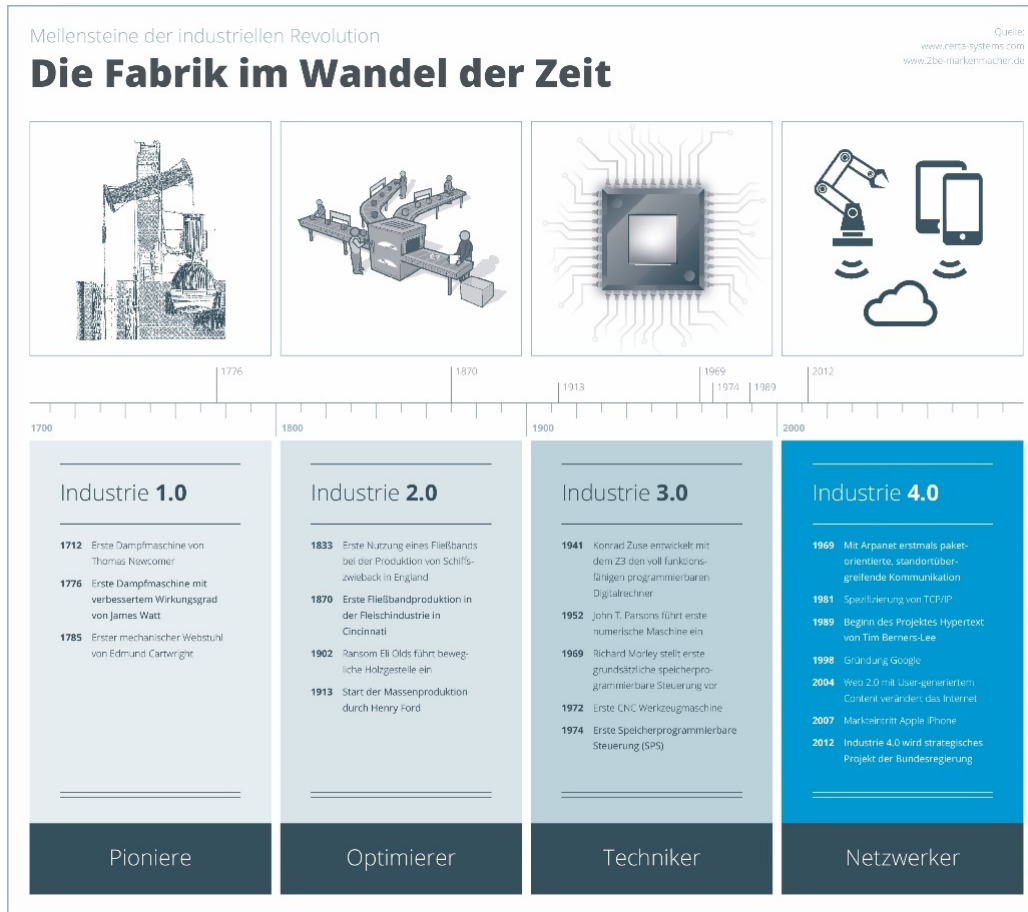 Meilensteine der industriellen Revolution
Die Fabrik im Wandel der Zeit
Quelle:
www.certa-systems.com
www.2be-markenmacher.de
1776
1870
1913
1969
1974
1989
2012
1700
1800
1900
2000
Industrie 1.0
1712 Erste Dampfmaschine von
Thomas Newcomer
1776 Erste Dampfmaschine mit
verbessertem Wirkungsgrad
von James Watt
1785 Erster mechanischer Webstuhl
von Edmund Cartwright
Pioniere
Industrie 2.0
1833 Erste Nutzung eines Fließbands
bei der Produktion von Schiffs-
zwieback in England
1870 Erste Fließbandproduktion in
der Fleischindustrie in
Cincinnati
1902 Ransom Eli Olds führt beweg-
liche Holzgestelle ein
1913 Start der Massenproduktion
durch Henry Ford
Optimierer
Industrie 3.0
1941 Konrad Zuse entwickelt mit
dem Z3 den voll funktions-
fähigen programmierbaren
Digitalrechner
1952 John T. Parsons führt erste
numerische Maschine ein
1969 Richard Morley stellt erste
grundsätzliche speicherpro-
grammierbare Steuerung vor
1972 Erste CNC Werkzeugmaschine
1974 Erste Speicherprogrammierbare
Steuerung (SPS)
Techniker
Industrie 4.0
1969 Mit Arpanet erstmals paket-
orientierte, standortüber-
greifende Kommunikation
1981 Spezifizierung von TCP/IP
1989 Beginn des Projektes Hypertext
von Tim Berners-Lee
1998 Gründung Google
2004 Web 2.0 mit User-generiertem
Content verändert das Internet
2007 Markteintritt Apple iPhone
2012 Industrie 4.0 wird strategisches
Projekt der Bundesregierung
Netzwerker